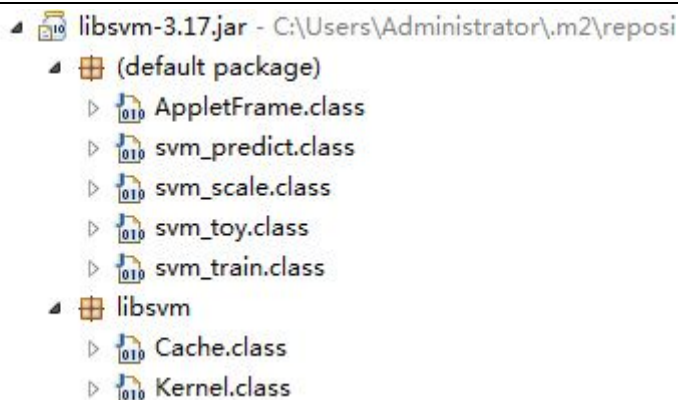 libsvm-3.17.jar - C:\Users\Administrator\.m2\reposi
(default package)
AppletFrame.class
svm_predict.class
svm_scale.class
svm_toy.class
svm_train.class
libsvm
Cache.class
Kernel.class